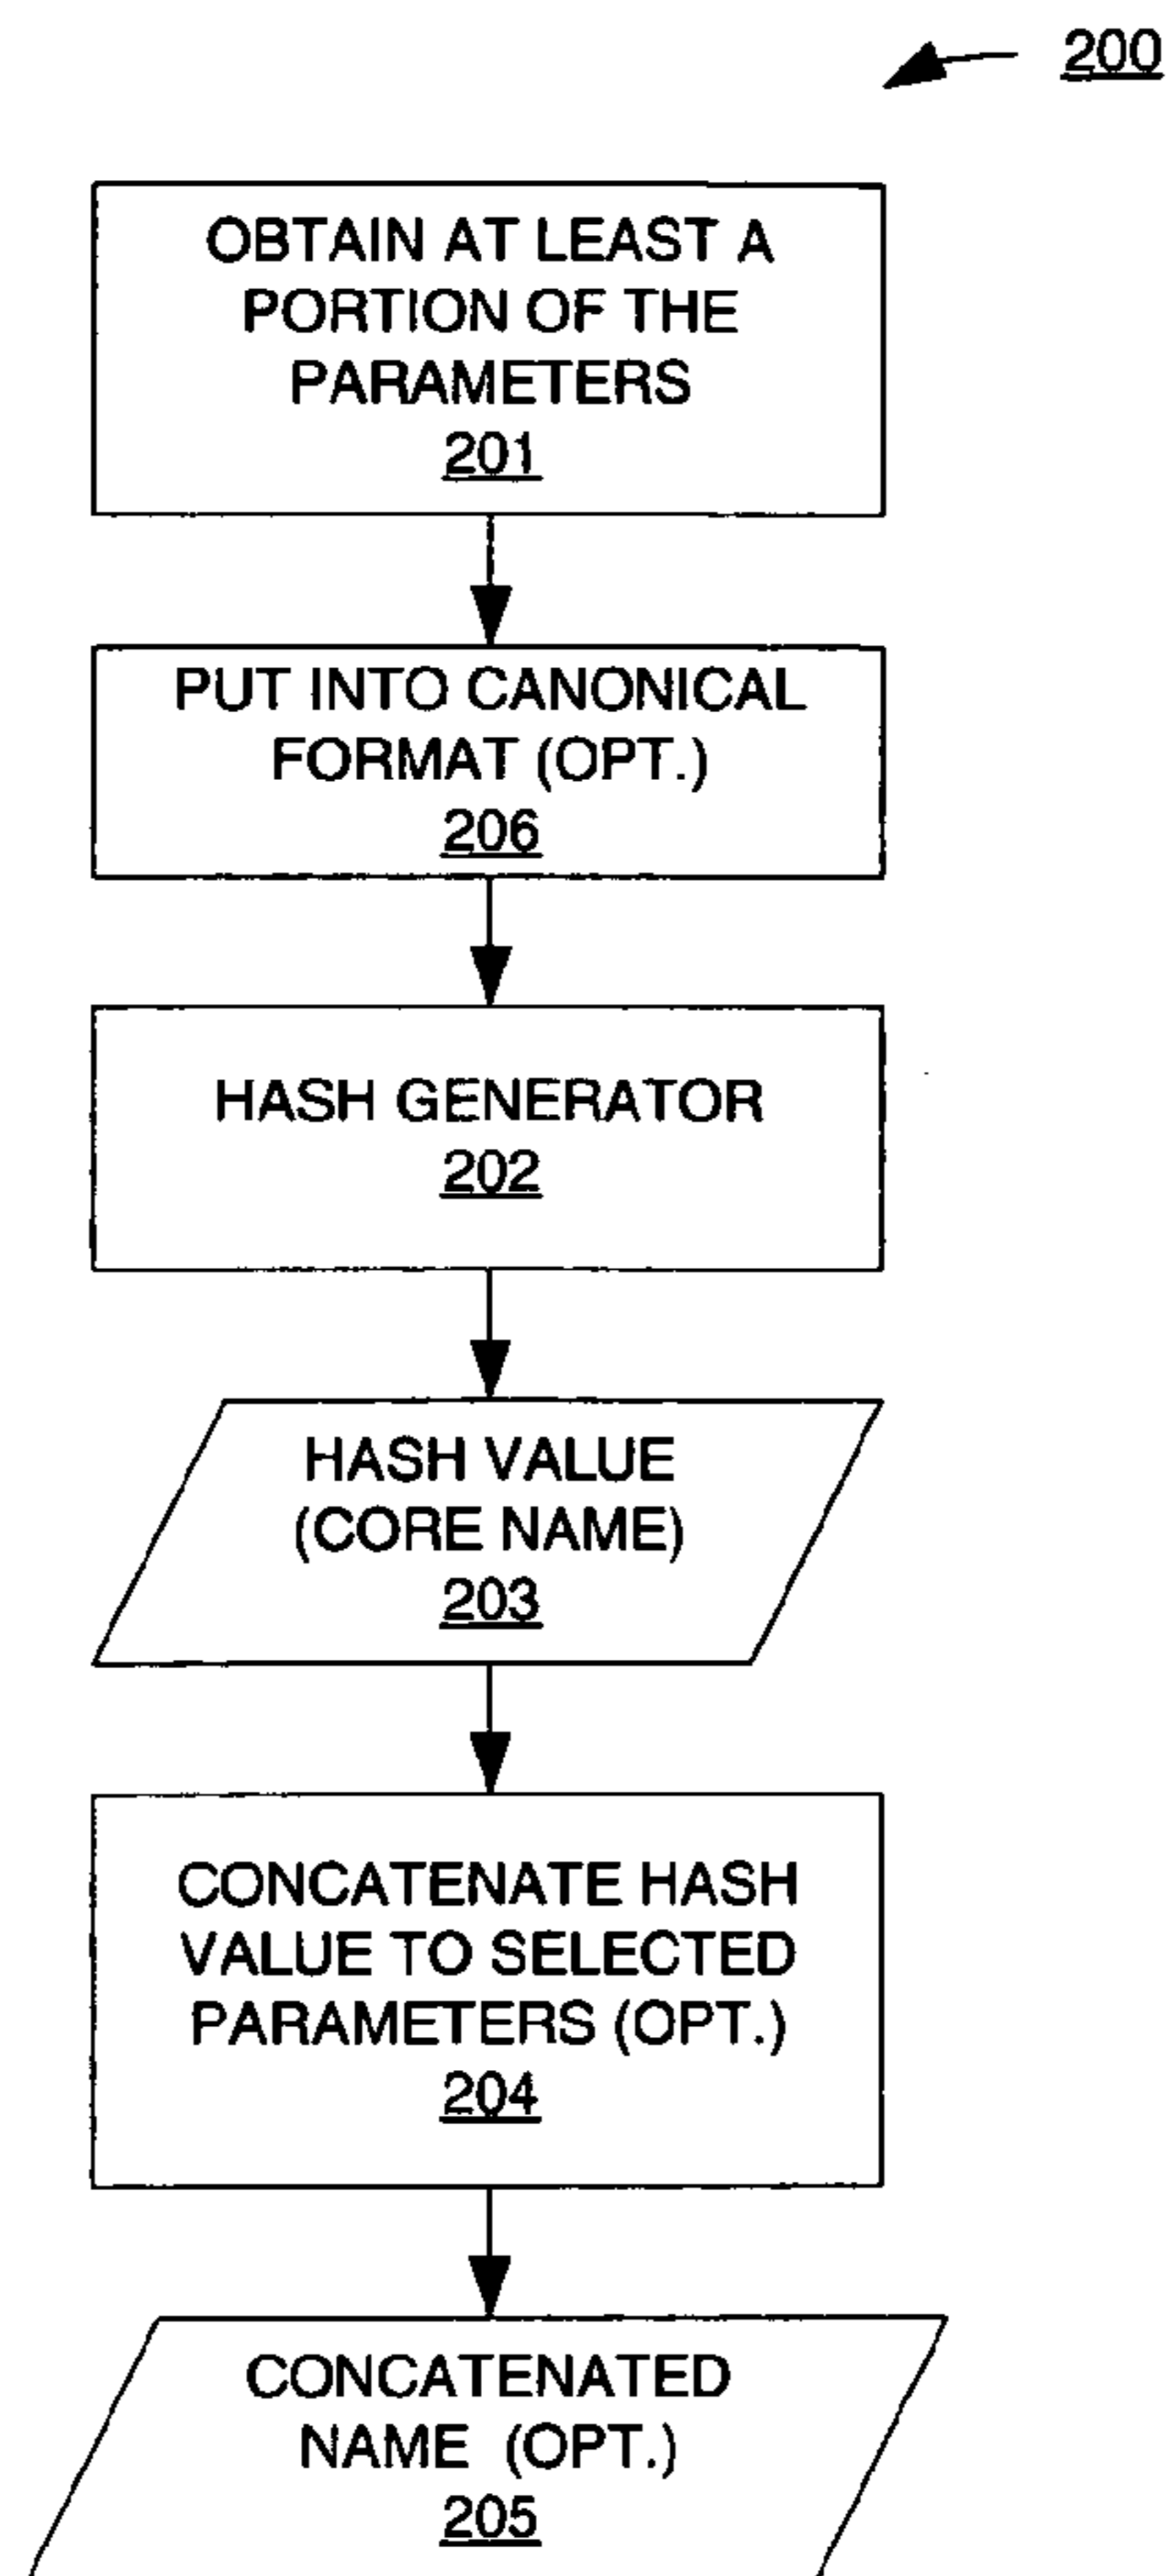 200
OBTAIN AT LEAST A
PORTION OF THE
PARAMETERS
201
PUT INTO CANONICAL
FORMAT (OPT.)
206
HASH GENERATOR
202
HASH VALUE
(CORE NAME)
203
CONCATENATE HASH
VALUE TO SELECTED
PARAMETERS (OPT.)
204
CONCATENATED
NAME (OPT.)
205